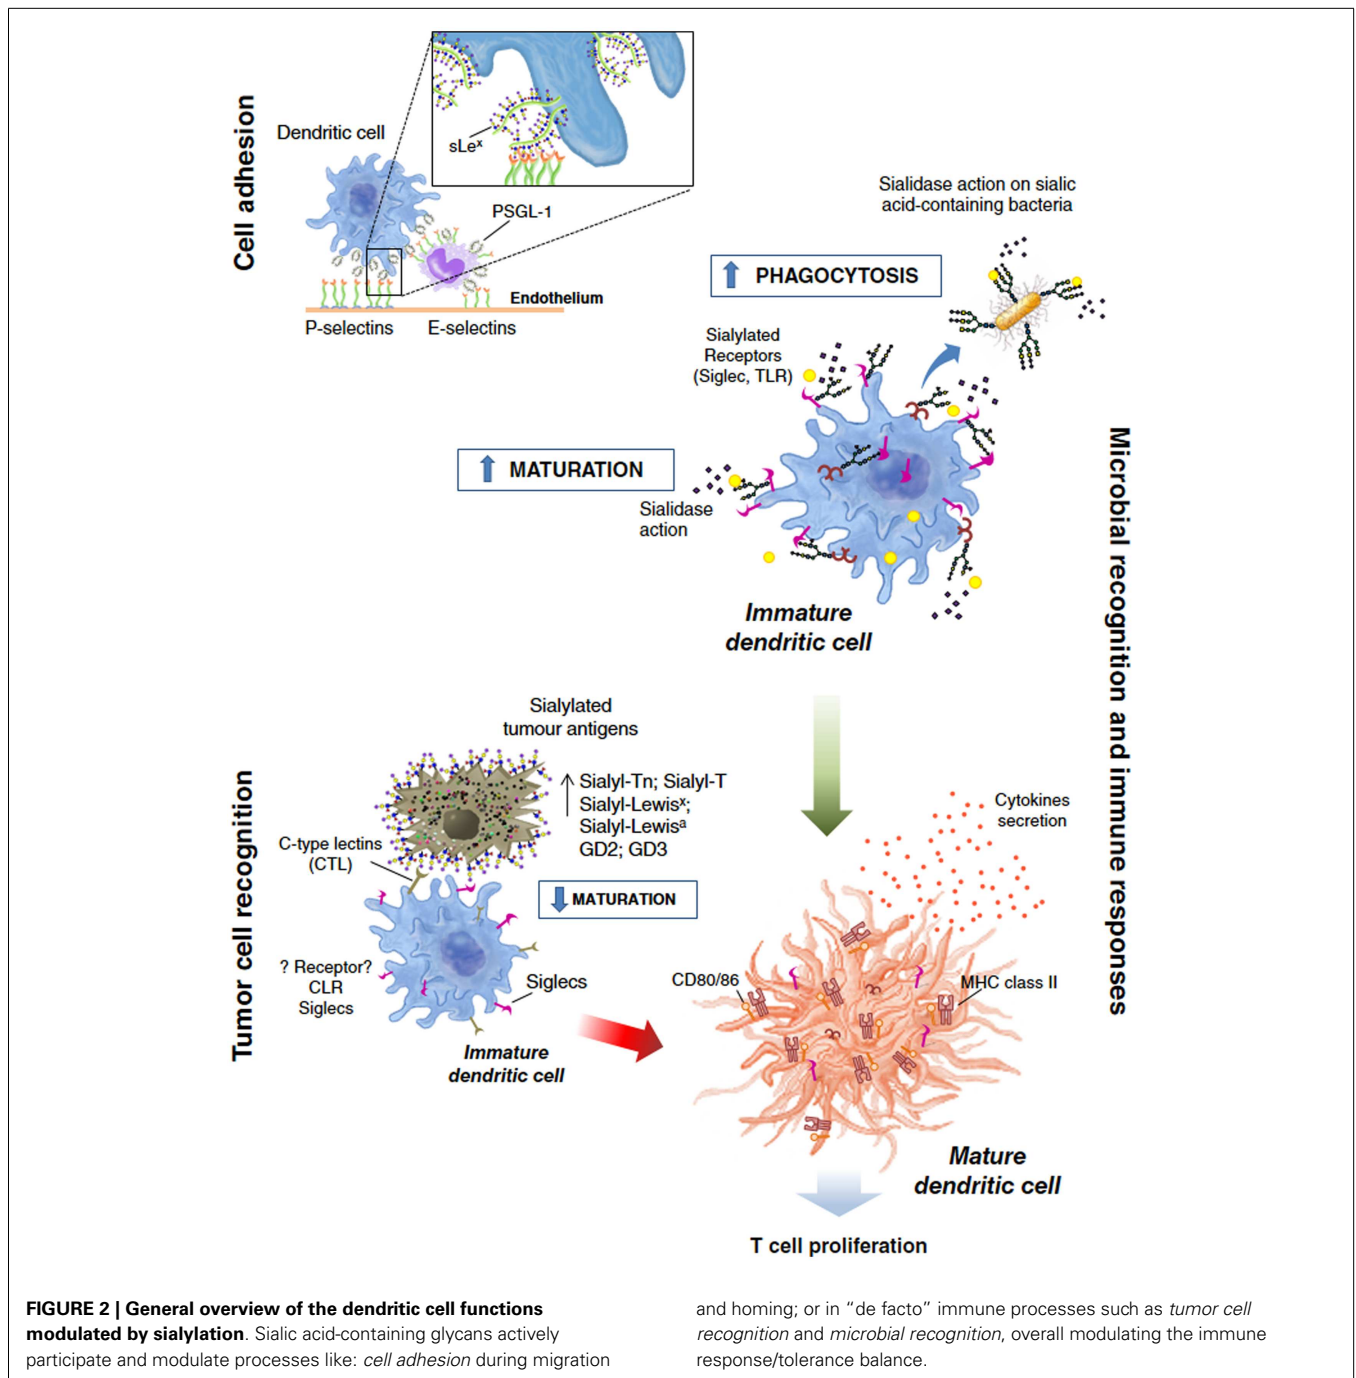 Cell adhesion
Dendritic cell
sLex
PSGL-1
Endothelium
P-selectins
E-selectins
Sialidase action on sialic
acid-containing bacteria
PHAGOCYTOSIS
Sialylated
Receptors
(Siglec, TLR)
MATURATION
Sialidase
action
Immature
dendritic cell
Microbial recognition and immune responses
Tumor cell recognition
Sialylated
tumour antigens
Sialyl-Tn; Sialyl-T
Sialyl-Lewisx;
Sialyl-Lewisa
GD2; GD3
C-type lectins
(CTL)
MATURATION
? Receptor?
CLR
Siglecs
Siglecs
Immature
dendritic cell
Cytokines
secretion
CD80/86
MHC class II
Mature
dendritic cell
T cell proliferation
FIGURE 2 | General overview of the dendritic cell functions
modulated by sialylation. Sialic acid-containing glycans actively
participate and modulate processes like: cell adhesion during migration
and homing; or in “de facto” immune processes such as tumor cell
recognition and microbial recognition, overall modulating the immune
response/tolerance balance.